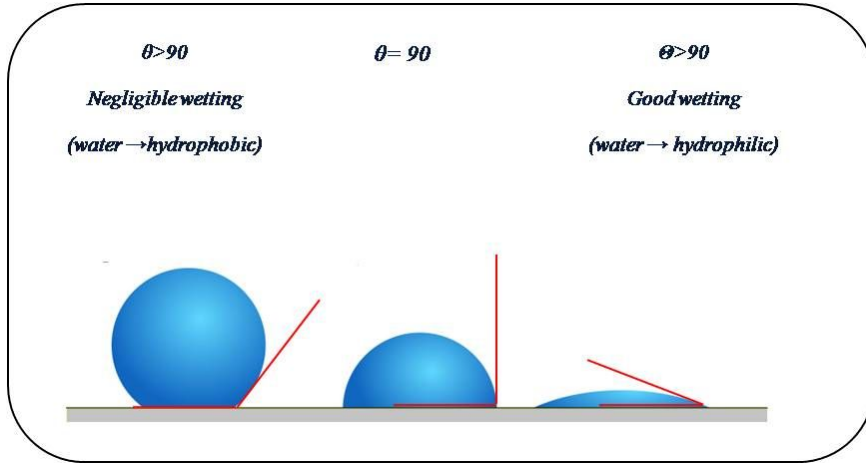 θ>90
Negligible wetting
(water →hydrophobic)
θ= 90
Θ>90
Good wetting
(water → hydrophilic)